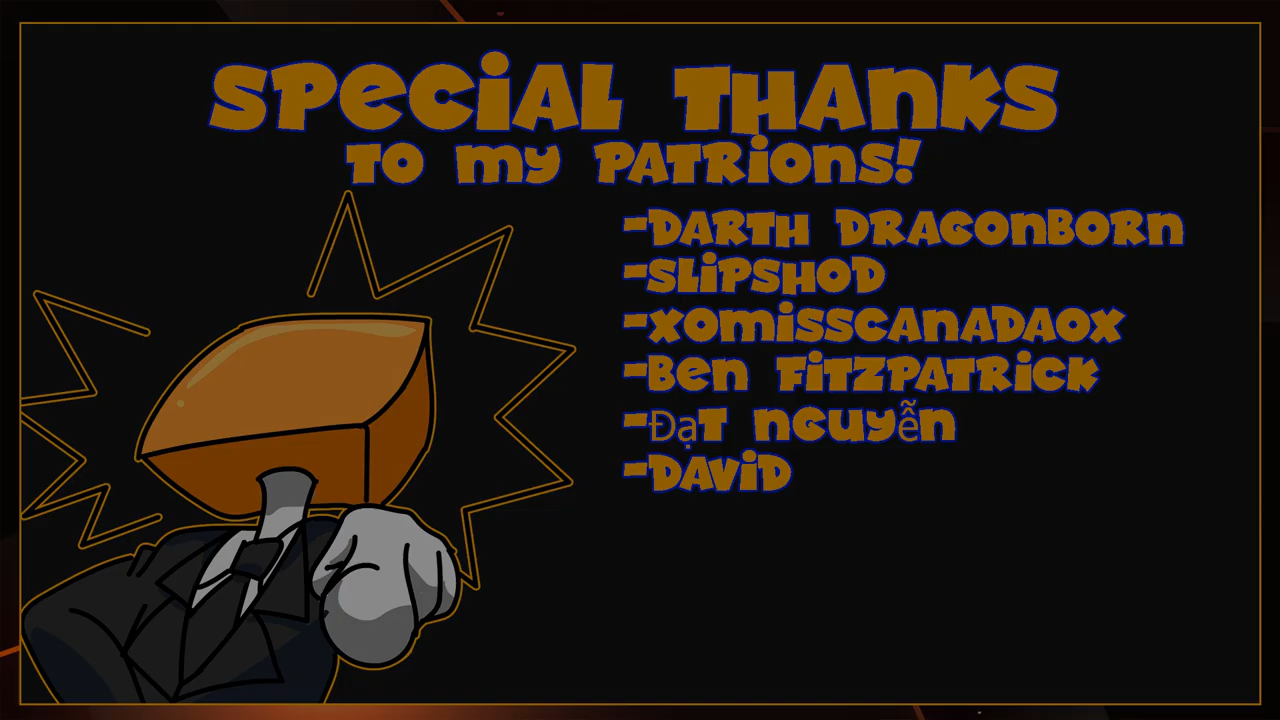 SPECIAL THANKS
TO MY PATRIONS!
-DARTH DRAGONBORN
-SLIPSHOD
-XOMISSCANADAOX
-BEN FITZPATRICK
-ĐạT NGUYỄN
-DAVID